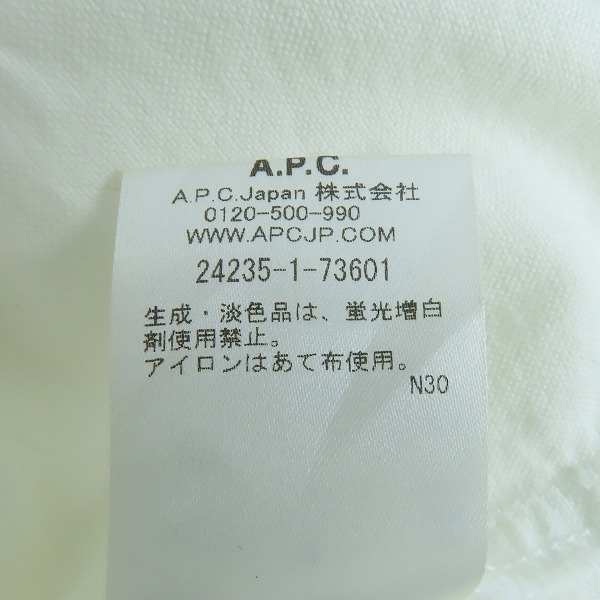 A.P.C.
A.P.C.Japan 株式会社
0120-500-990
WWW.APCJP.COM
24235-1-73601
生成・淡色品は、蛍光増白
剤使用禁止。
アイロンはあて布使用。
N30